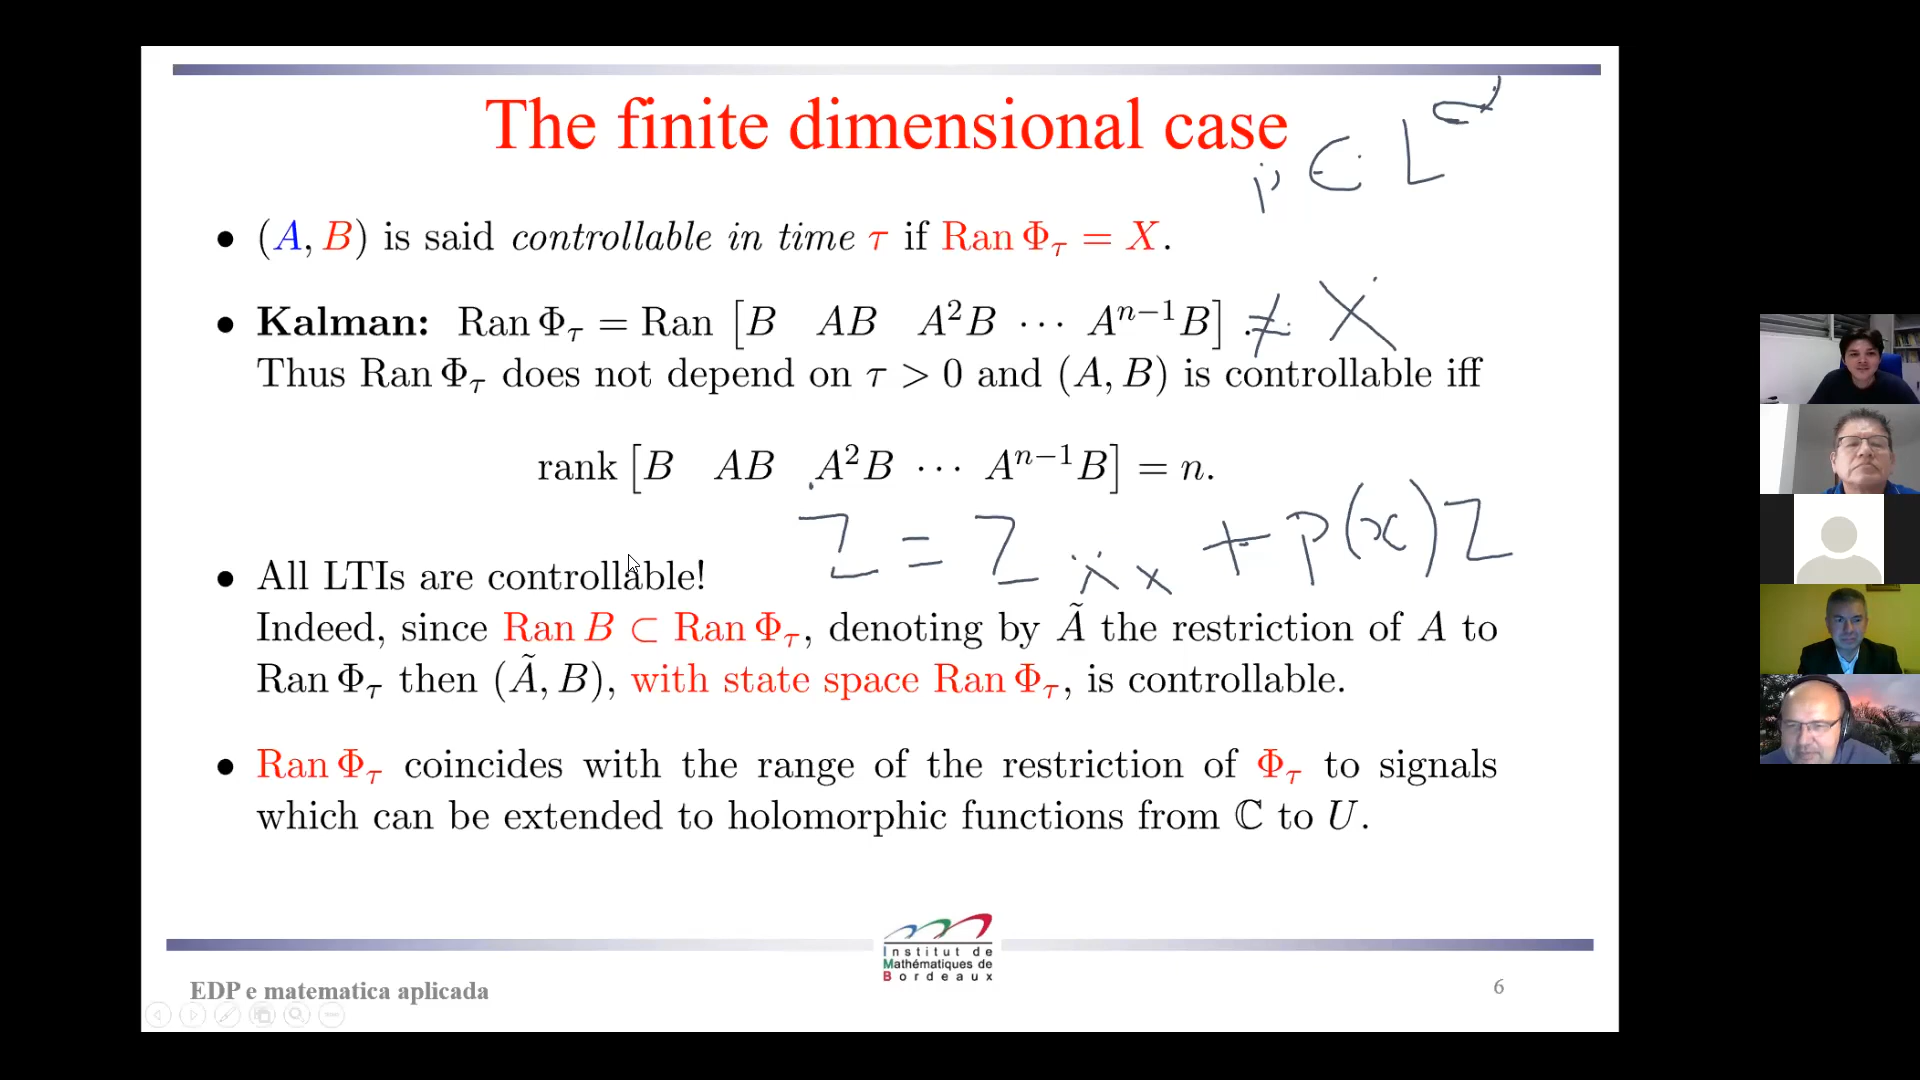 The finite dimensional case
p ∈ L^∞
• (A, B) is said controllable in time τ if Ran Φ_τ = X.
• Kalman: Ran Φ_τ = Ran [B AB A²B ⋯ Aⁿ⁻¹B] . ≠ X
Thus Ran Φ_τ does not depend on τ > 0 and (A, B) is controllable iff
rank [B AB A²B ⋯ Aⁿ⁻¹B] = n.
Ż = Z_xx + p(x) Z
• All LTIs are controllable!
Indeed, since Ran B ⊂ Ran Φ_τ, denoting by Ã the restriction of A to
Ran Φ_τ then (Ã, B), with state space Ran Φ_τ, is controllable.
• Ran Φ_τ coincides with the range of the restriction of Φ_τ to signals
which can be extended to holomorphic functions from ℂ to U.
Institut de
Mathématiques de
Bordeaux
EDP e matematica aplicada
6